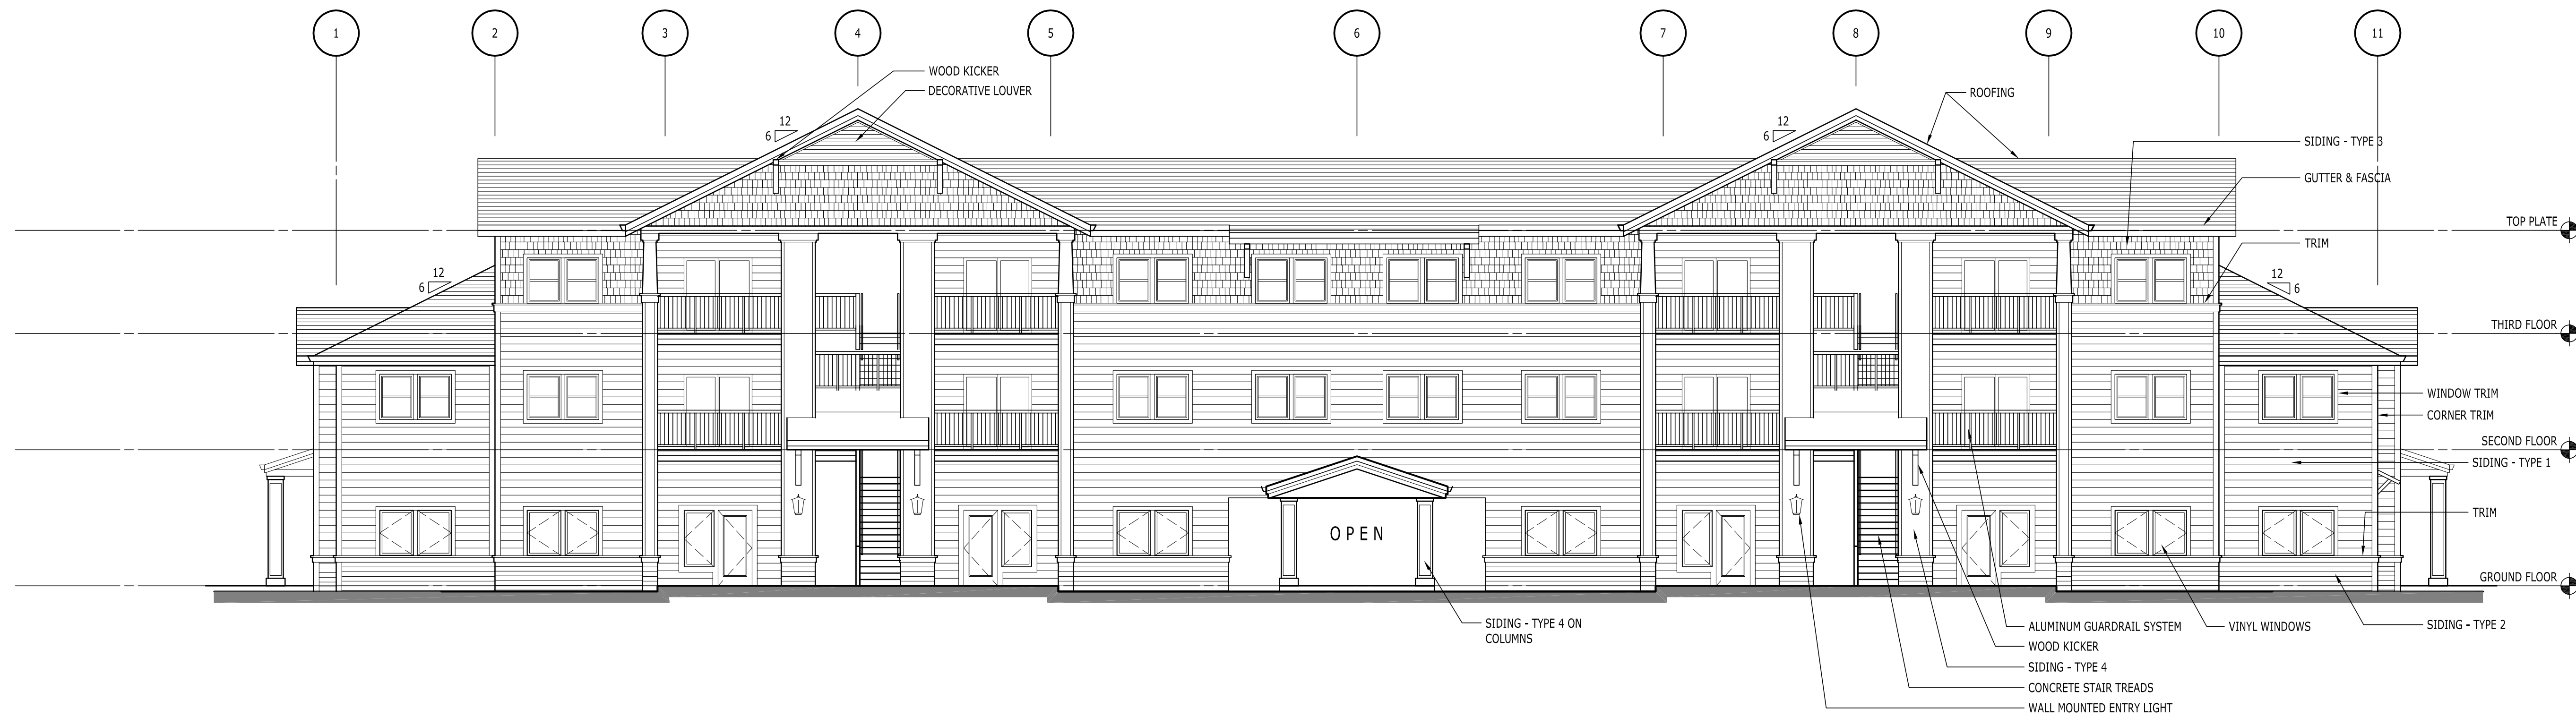 1
2
3
4
5
6
7
8
9
10
11
WOOD KICKER
DECORATIVE LOUVER
ROOFING
12
6
12
6
SIDING - TYPE 3
GUTTER & FASCIA
TOP PLATE
TRIM
12
6
12
6
THIRD FLOOR
WINDOW TRIM
CORNER TRIM
SECOND FLOOR
SIDING - TYPE 1
TRIM
OPEN
GROUND FLOOR
SIDING - TYPE 4 ON
COLUMNS
ALUMINUM GUARDRAIL SYSTEM
VINYL WINDOWS
SIDING - TYPE 2
WOOD KICKER
SIDING - TYPE 4
CONCRETE STAIR TREADS
WALL MOUNTED ENTRY LIGHT